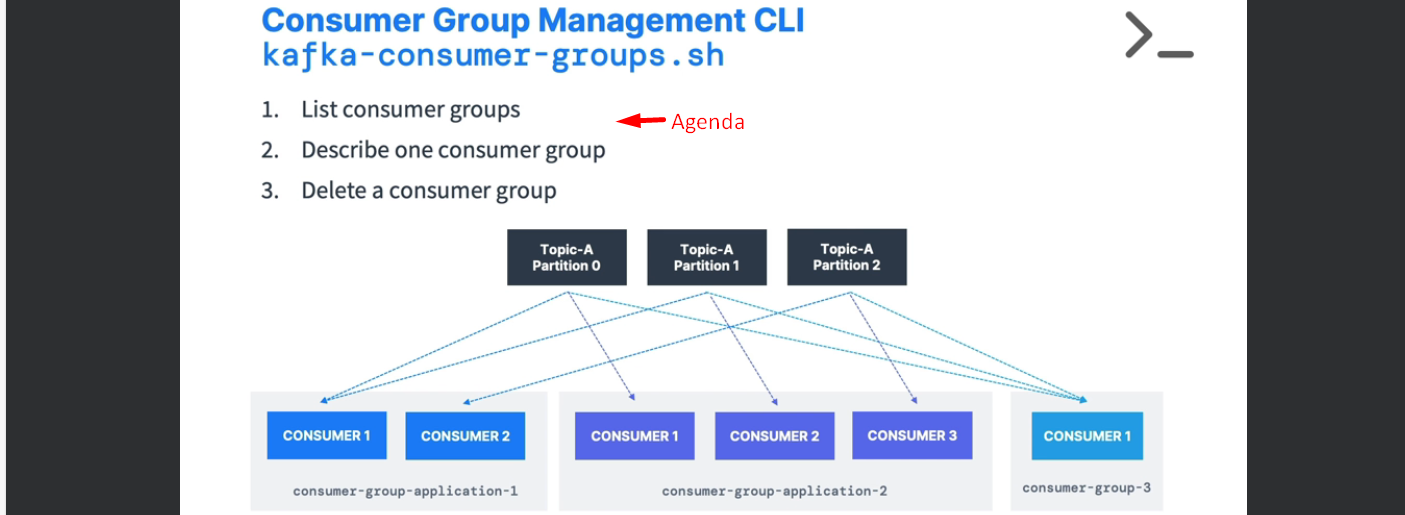 Consumer Group Management CLI
kafka-consumer-groups.sh
1. List consumer groups
Agenda
2. Describe one consumer group
3. Delete a consumer group
Topic-A
Partition 0
Topic-A
Partition 1
Topic-A
Partition 2
CONSUMER 1
CONSUMER 2
CONSUMER 1
CONSUMER 2
CONSUMER 3
CONSUMER 1
consumer-group-application-1
consumer-group-application-2
consumer-group-3